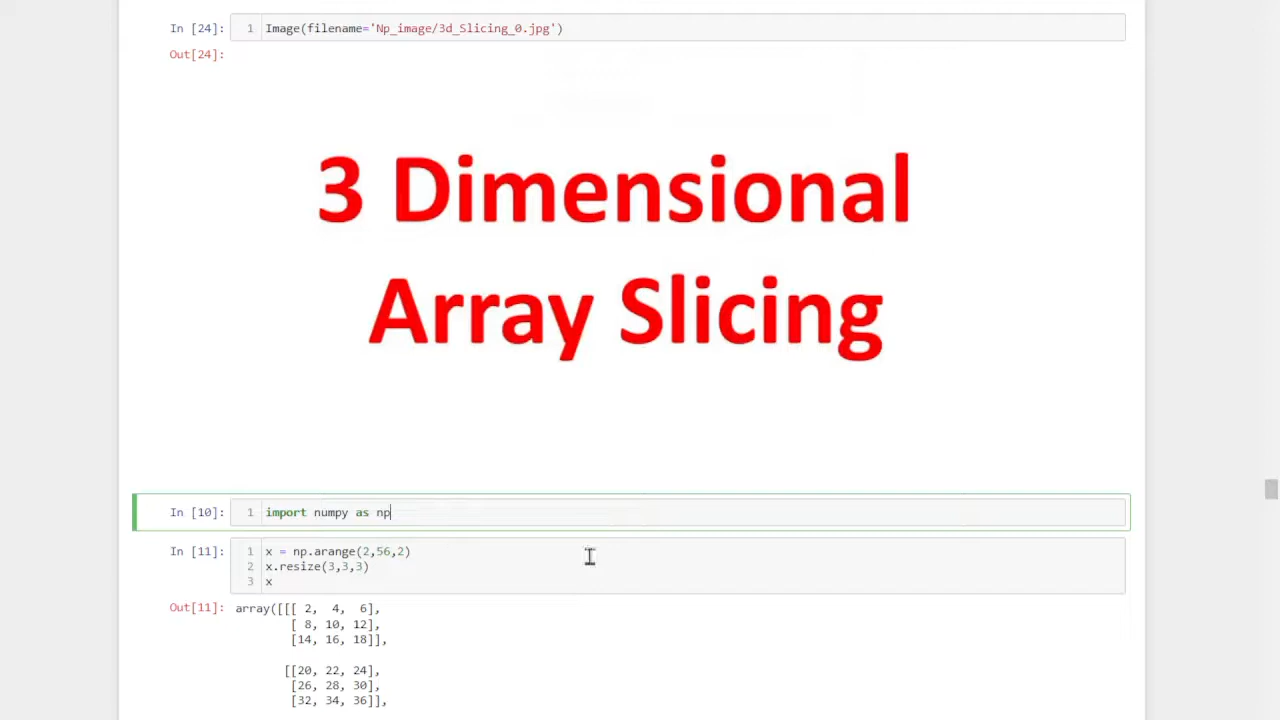 In [24]: 1 Image(filename='Np_image/3d_Slicing_0.jpg')
Out[24]:
3 Dimensional
Array Slicing
In [10]: 1 import numpy as np
In [11]: 1 x = np.arange(2,56,2)
2 x.resize(3,3,3)
3 x
Out[11]: array([[[ 2, 4, 6],
[ 8, 10, 12],
[14, 16, 18]],
[[20, 22, 24],
[26, 28, 30],
[32, 34, 36]],